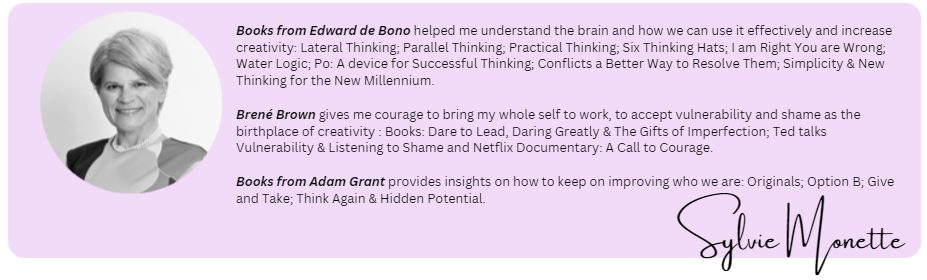 Books from Edward de Bono helped me understand the brain and how we can use it effectively and increase
creativity: Lateral Thinking; Parallel Thinking; Practical Thinking; Six Thinking Hats; I am Right You are Wrong;
Water Logic; Po: A device for Successful Thinking; Conflicts a Better Way to Resolve Them; Simplicity & New
Thinking for the New Millennium.
Brené Brown gives me courage to bring my whole self to work, to accept vulnerability and shame as the
birthplace of creativity : Books: Dare to Lead, Daring Greatly & The Gifts of Imperfection; Ted talks
Vulnerability & Listening to Shame and Netflix Documentary: A Call to Courage.
Books from Adam Grant provides insights on how to keep on improving who we are: Originals; Option B; Give
and Take; Think Again & Hidden Potential.
Sylvie Monette